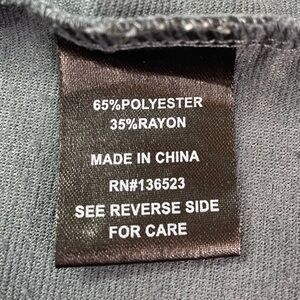 65%POLYESTER
35%RAYON
MADE IN CHINA
RN#136523
SEE REVERSE SIDE
FOR CARE